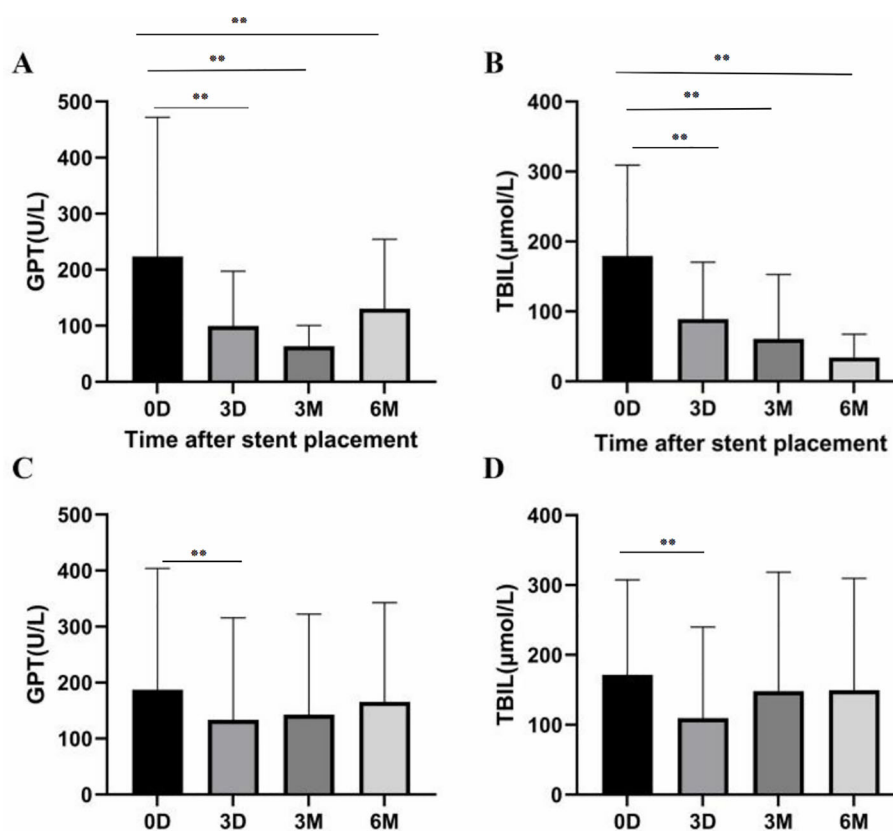 A
**
**
**
GPT(U/L)
500
400
300
200
100
0
0D 3D 3M 6M
Time after stent placement
B
**
**
**
TBIL(µmol/L)
400
300
200
100
0
0D 3D 3M 6M
Time after stent placement
C
**
GPT(U/L)
500
400
300
200
100
0
0D 3D 3M 6M
D
**
TBIL(µmol/L)
400
300
200
100
0
0D 3D 3M 6M